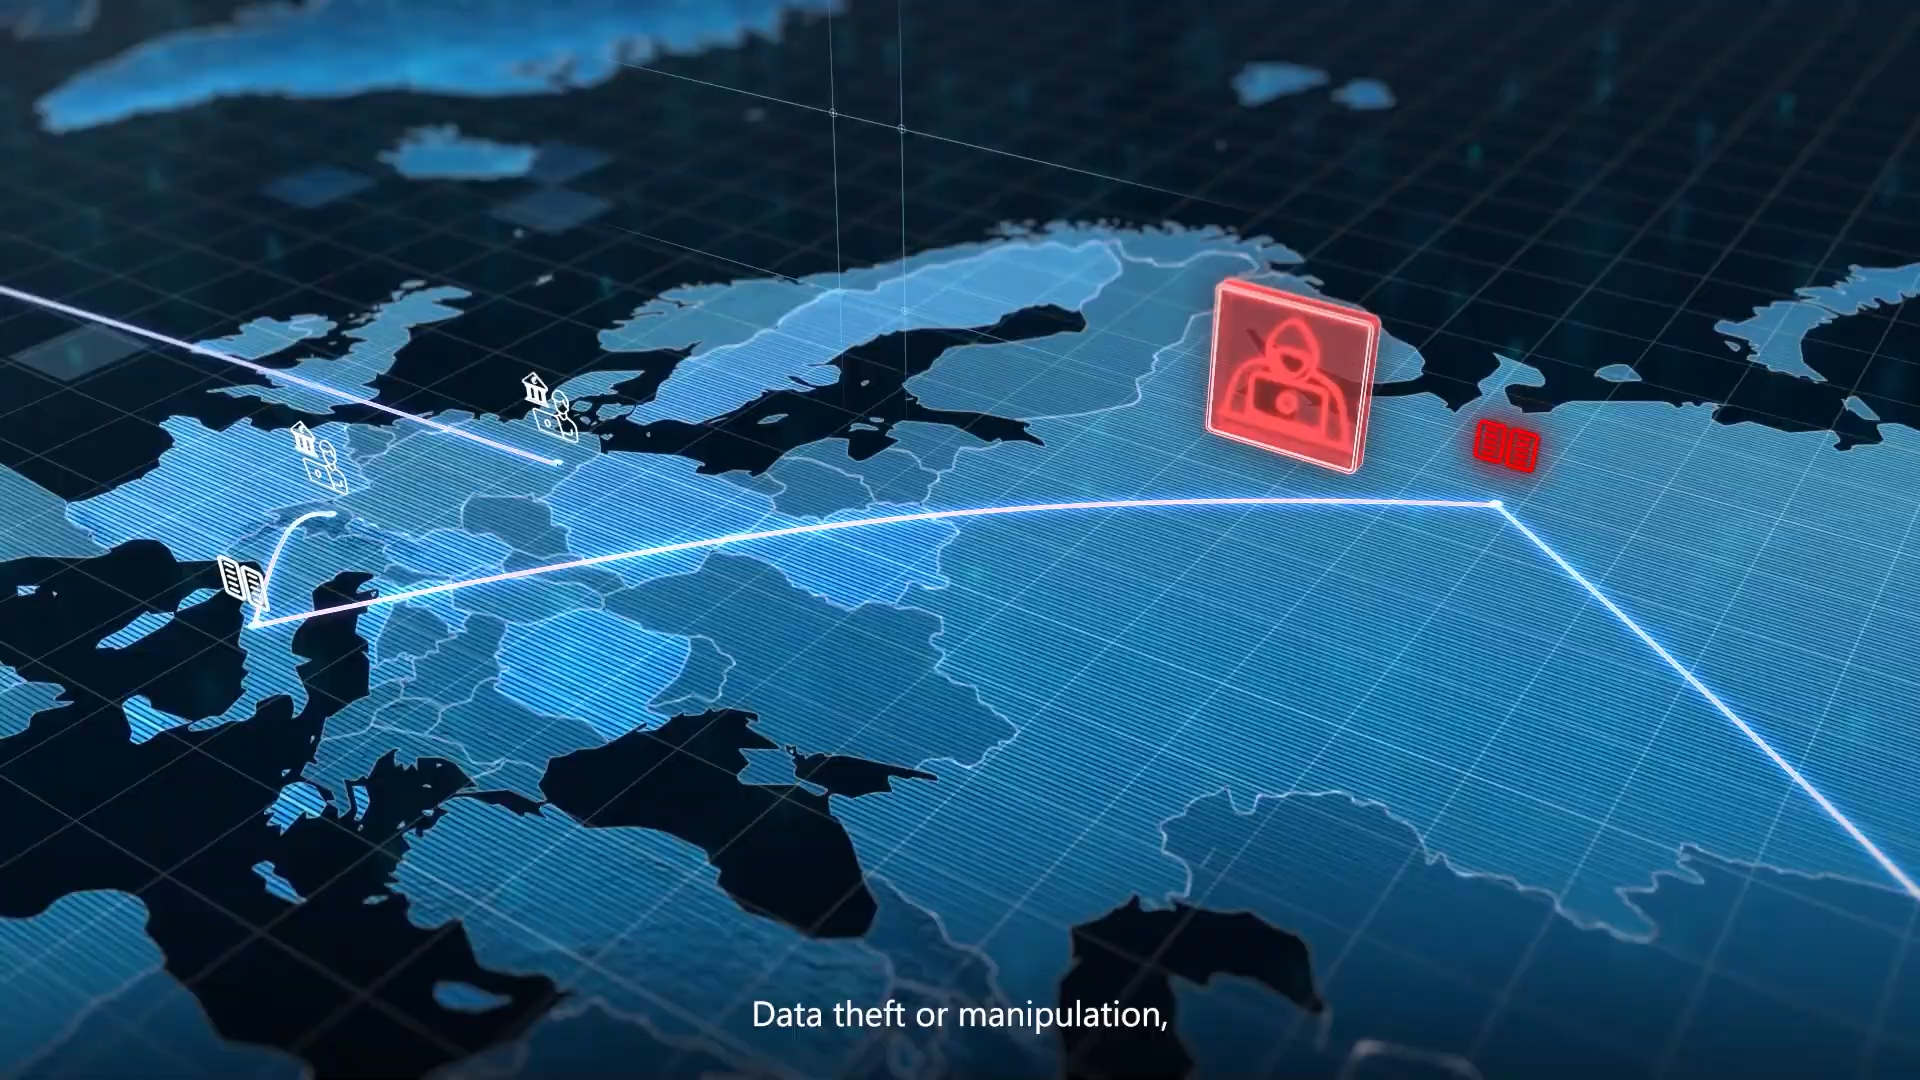 Data theft or manipulation,